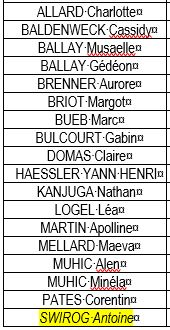 ALLARD·Charlotte¤
BALDENWECK·Cassidy¤
BALLAY·Musaelle¤
BALLAY·Gédéon¤
BRENNER·Aurore¤
BRIOT·Margot¤
BUEB·Marc¤
BULCOURT·Gabin¤
DOMAS·Claire¤
HAESSLER·YANN·HENRI¤
KANJUGA·Nathan¤
LOGEL·Léa¤
MARTIN·Apolline¤
MELLARD·Maeva¤
MUHIC·Alen¤
MUHIC·Minéla¤
PATES·Corentin¤
SWIROG·Antoine¤